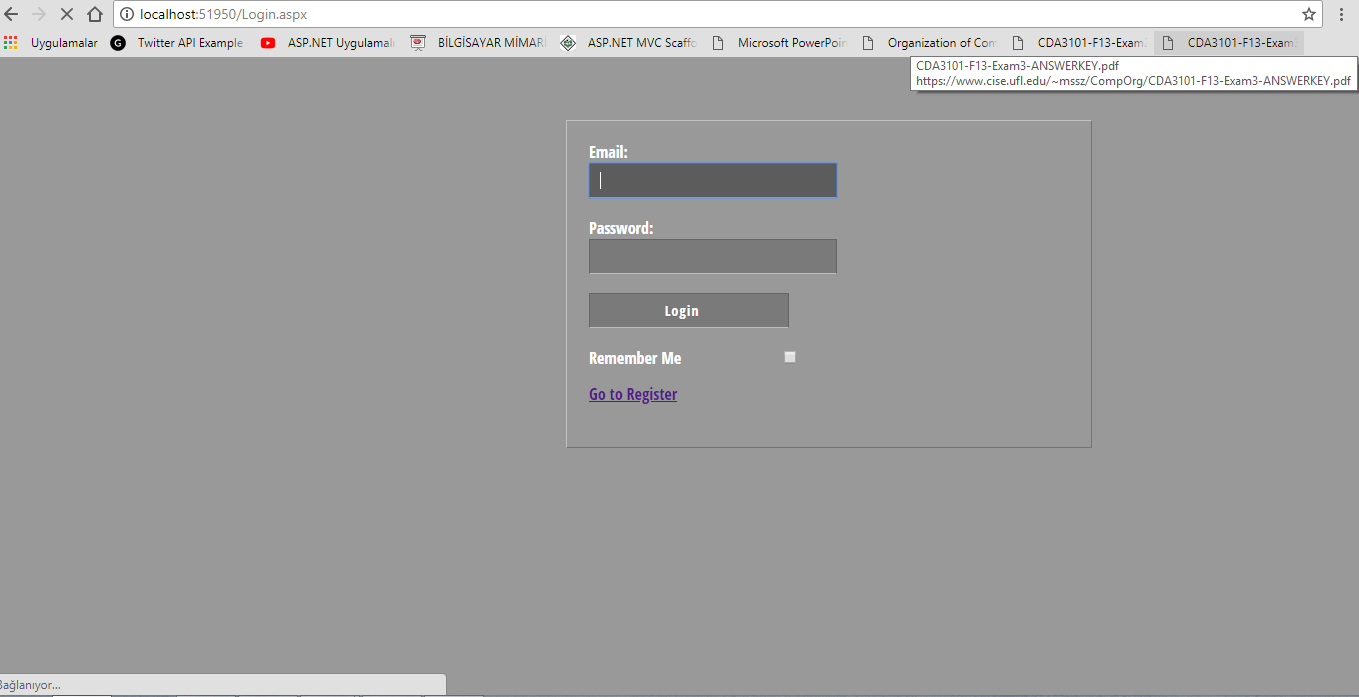 localhost:51950/Login.aspx
Uygulamalar G Twitter API Example ASP.NET Uygulamal BİLGİSAYAR MİMAR ASP.NET MVC Scaffo Microsoft PowerPoin Organization of Com CDA3101-F13-Exam CDA3101-F13-Exam
CDA3101-F13-Exam3-ANSWERKEY.pdf
https://www.cise.ufl.edu/~mssz/CompOrg/CDA3101-F13-Exam3-ANSWERKEY.pdf
Email:
Password:
Login
Remember Me
Go to Register
Bağlanıyor...